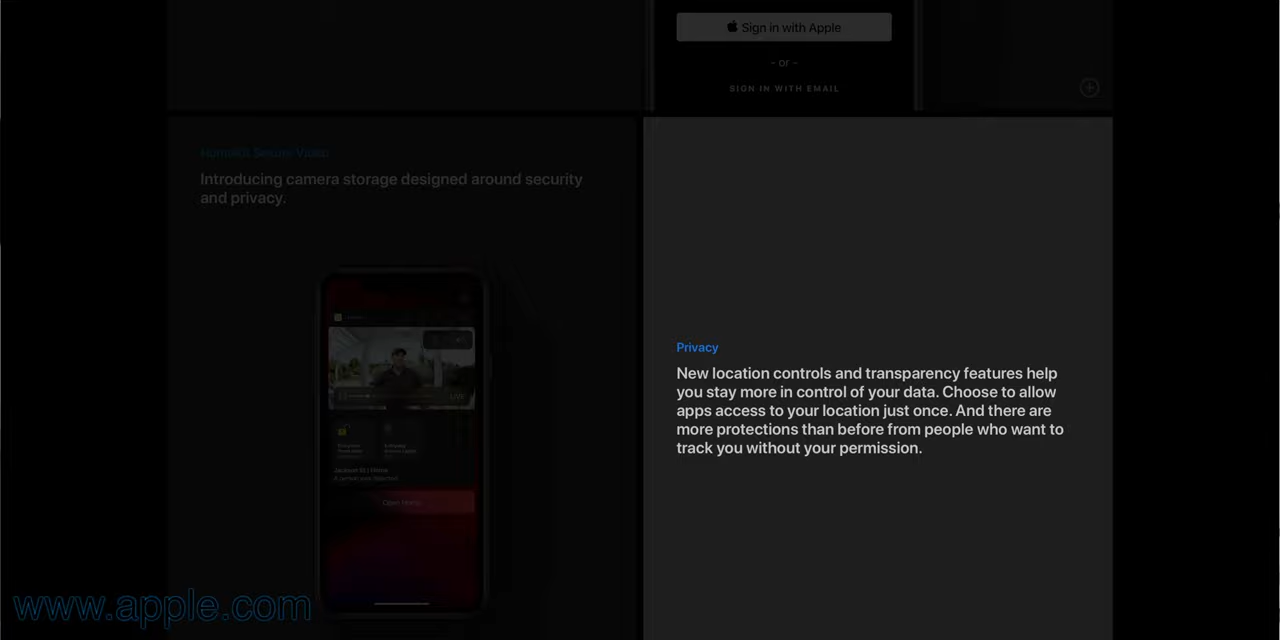 Sign in with Apple
- or -
SIGN IN WITH EMAIL
HomeKit Secure Video
Introducing camera storage designed around security
and privacy.
LIVE
Open Home
Privacy
New location controls and transparency features help
you stay more in control of your data. Choose to allow
apps access to your location just once. And there are
more protections than before from people who want to
track you without your permission.
www.apple.com